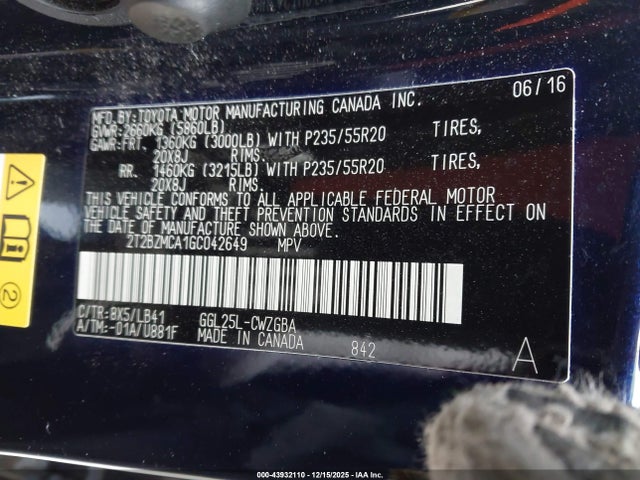 06/16
MFD.BY:TOYOTA MOTOR MANUFACTURING CANADA INC.
GVWR:2660KG (5860LB)
GAWR:FRT. 1360KG (3000LB) WITH P235/55R20 TIRES,
20X8J RIMS.
RR. 1460KG (3215LB) WITH P235/55R20 TIRES,
20X8J RIMS.
THIS VEHICLE CONFORMS TO ALL APPLICABLE FEDERAL MOTOR
VEHICLE SAFETY AND THEFT PREVENTION STANDARDS IN EFFECT ON
THE DATE OF MANUFACTURE SHOWN ABOVE.
2T2BZMCA1GC042649 MPV
C/TR:8X5/LB41 GGL25L-CWZGBA
A/TM:-01A/U881F MADE IN CANADA
842
A
2
000-43932110 - 12/15/2025 - IAA Inc.